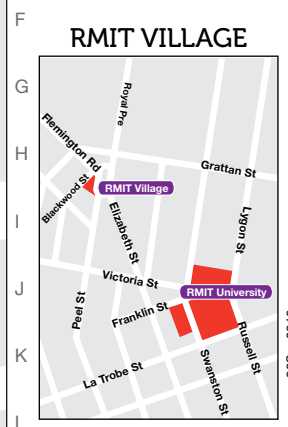 F
RMIT VILLAGE
G
Royal Pre
Flemington Rd
H
Grattan St
Blackwood St
RMIT Village
Elizabeth St
Lygon St
I
Victoria St
J
RMIT University
Peel St
Franklin St
Russell St
K
La Trobe St
Swanston St